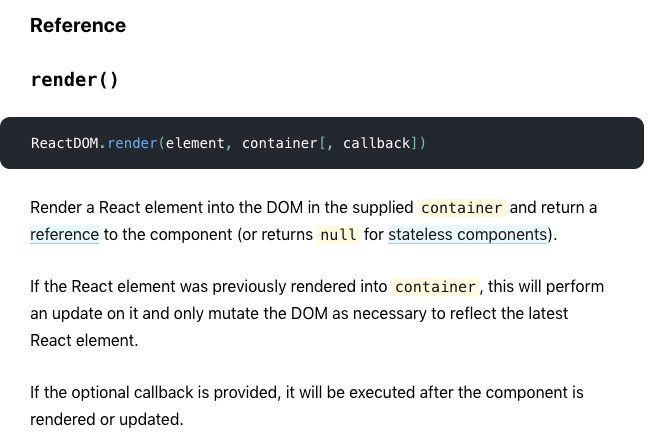 Reference
render()
ReactDOM.render(element, container[, callback])
Render a React element into the DOM in the supplied container and return a
reference to the component (or returns null for stateless components).
If the React element was previously rendered into container, this will perform
an update on it and only mutate the DOM as necessary to reflect the latest
React element.
If the optional callback is provided, it will be executed after the component is
rendered or updated.